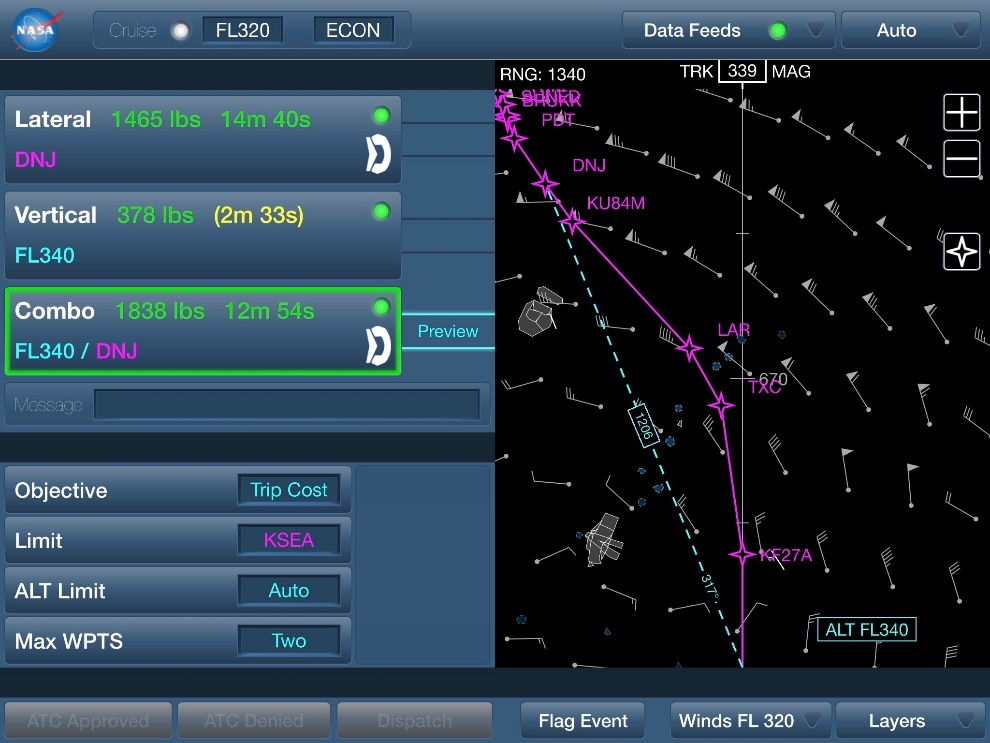 NASA
Cruise FL320 ECON Data Feeds Auto
RNG: 1340 TRK 339 MAG
Lateral 1465 lbs 14m 40s
DNJ
Vertical 378 lbs (2m 33s)
FL340
Combo 1838 lbs 12m 54s
FL340 / DNJ
Preview
Message
Objective Trip Cost
Limit KSEA
ALT Limit Auto
Max WPTS Two
BRUKK
PDT
DNJ
KU84M
LAR
670
TXC
1206
KF27A
317°
ALT FL340
ATC Approved ATC Denied Dispatch Flag Event Winds FL 320 Layers